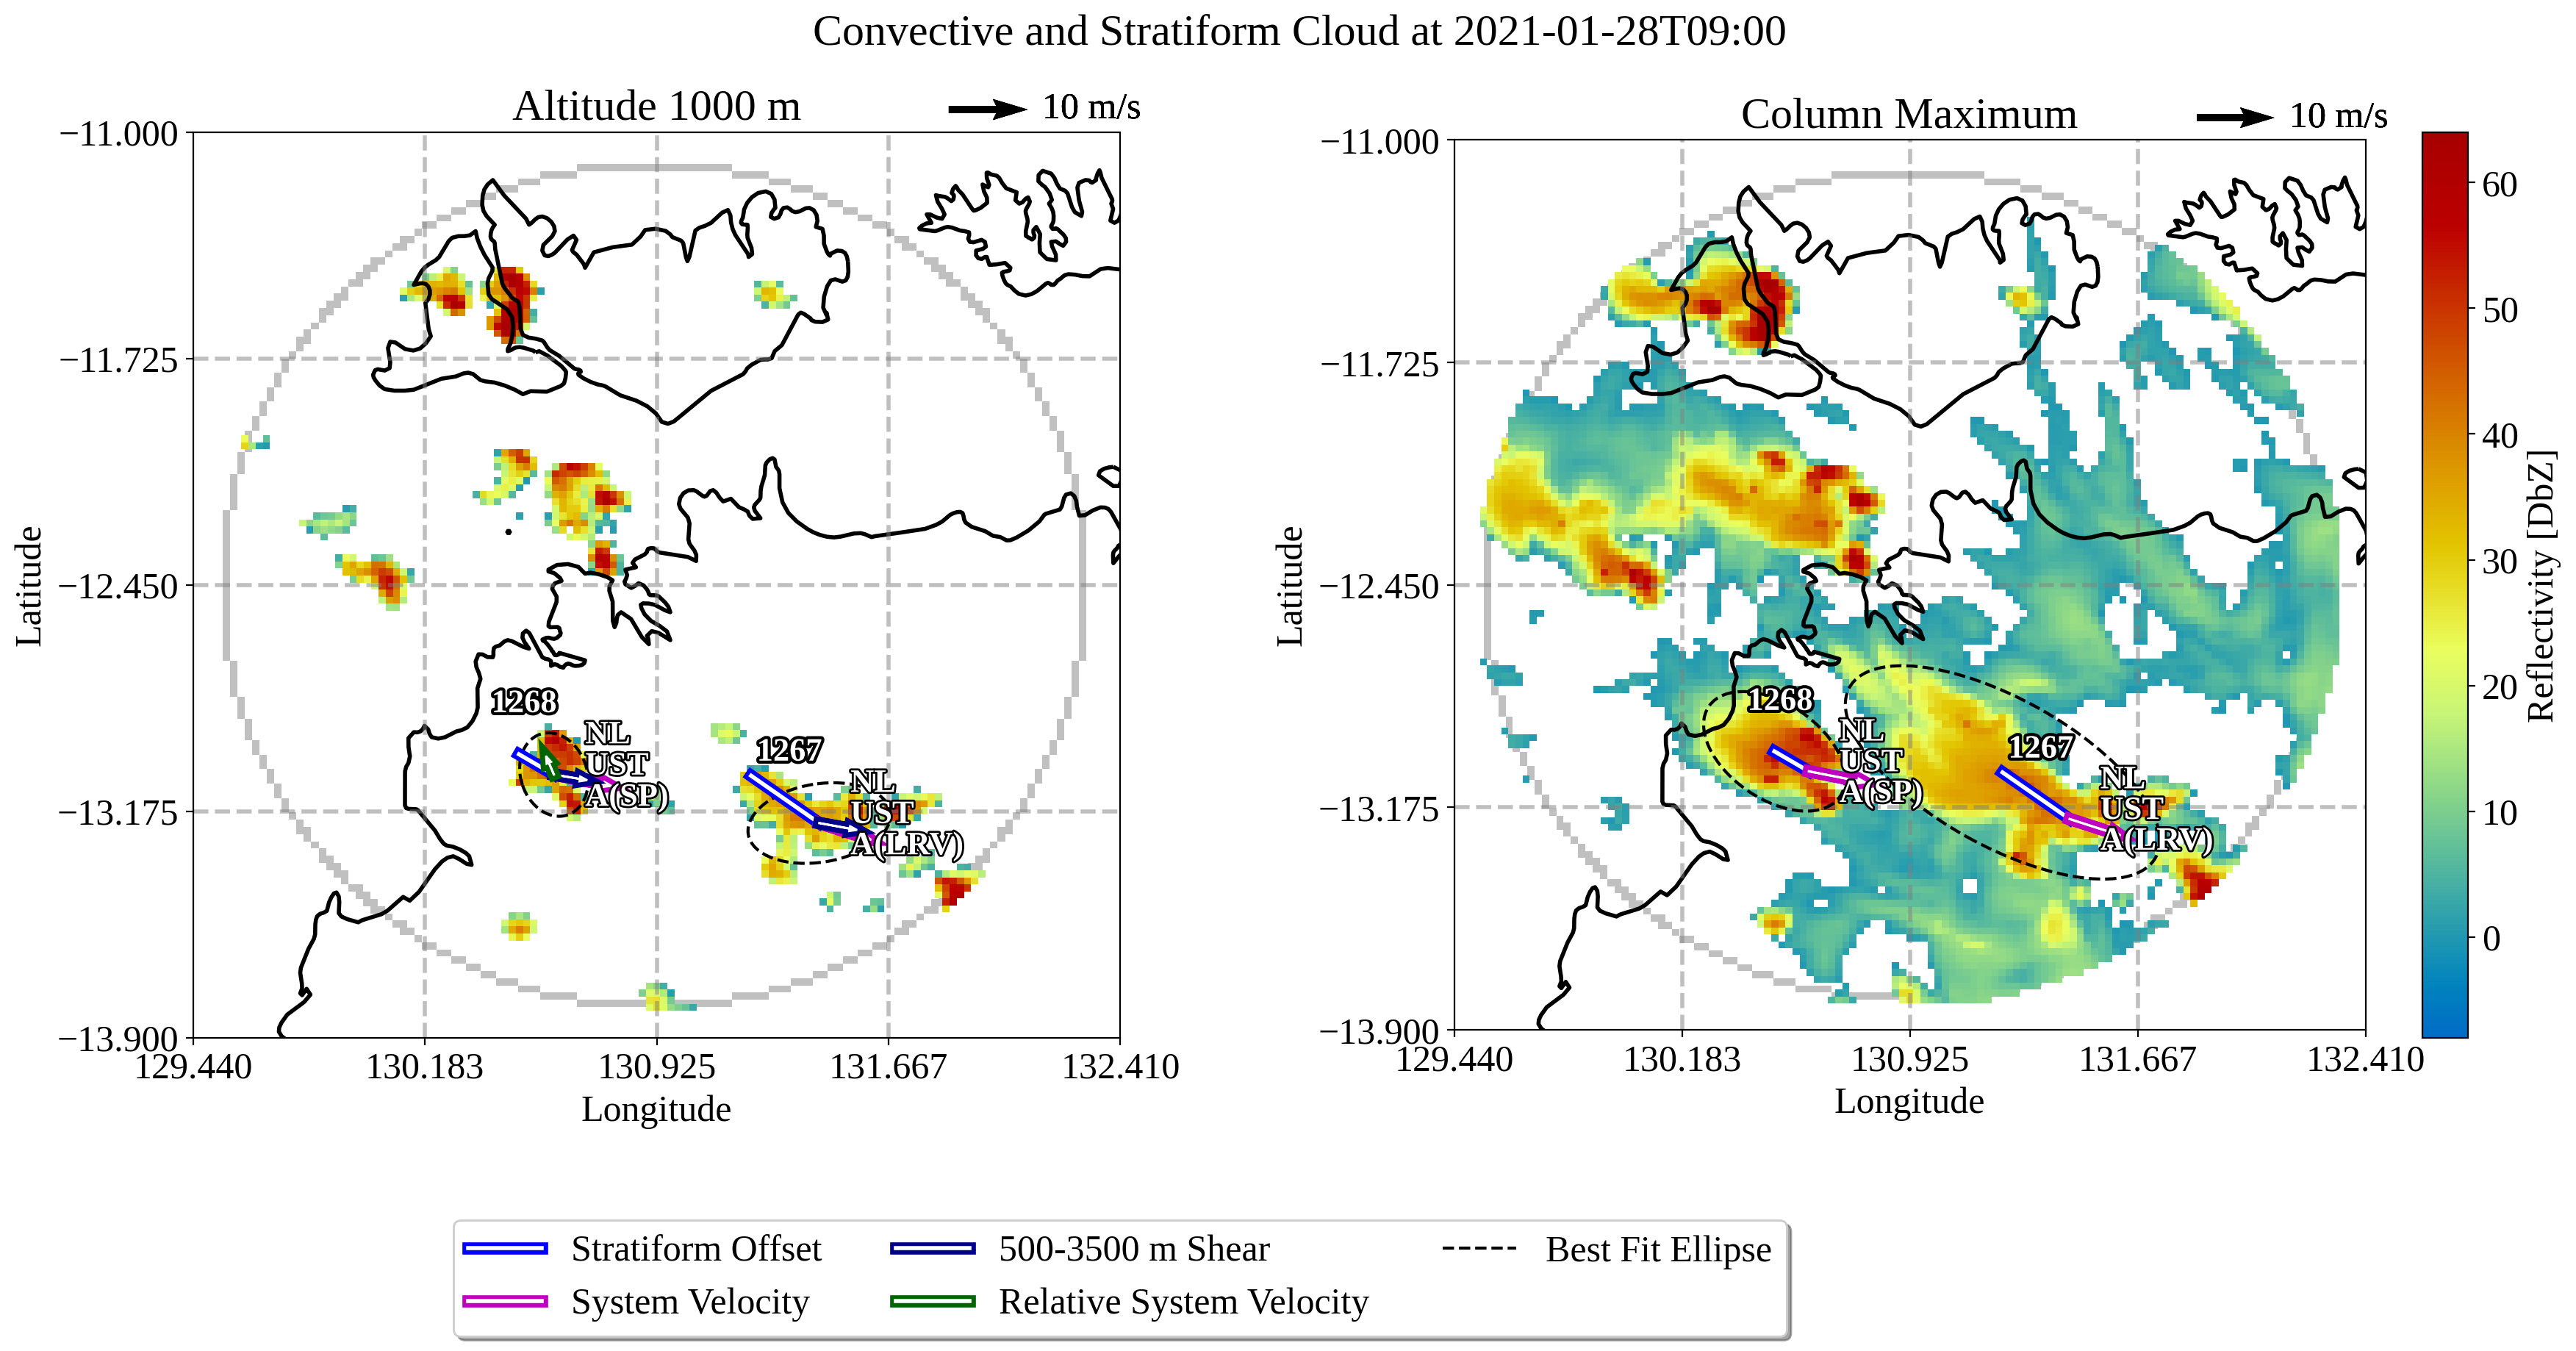 Convective and Stratiform Cloud at 2021-01-28T09:00
Altitude 1000 m
10 m/s
Latitude
−11.000
−11.725
−12.450
−13.175
−13.900
1268
NL
UST
A(SP)
1267
NL
UST
A(LRV)
129.440
130.183
130.925
131.667
132.410
Longitude
Column Maximum
10 m/s
Latitude
−11.000
−11.725
−12.450
−13.175
−13.900
1268
NL
UST
A(SP)
1267
NL
UST
A(LRV)
129.440
130.183
130.925
131.667
132.410
Longitude
60
50
40
30
20
10
0
Reflectivity [DbZ]
Stratiform Offset
System Velocity
500-3500 m Shear
Relative System Velocity
Best Fit Ellipse